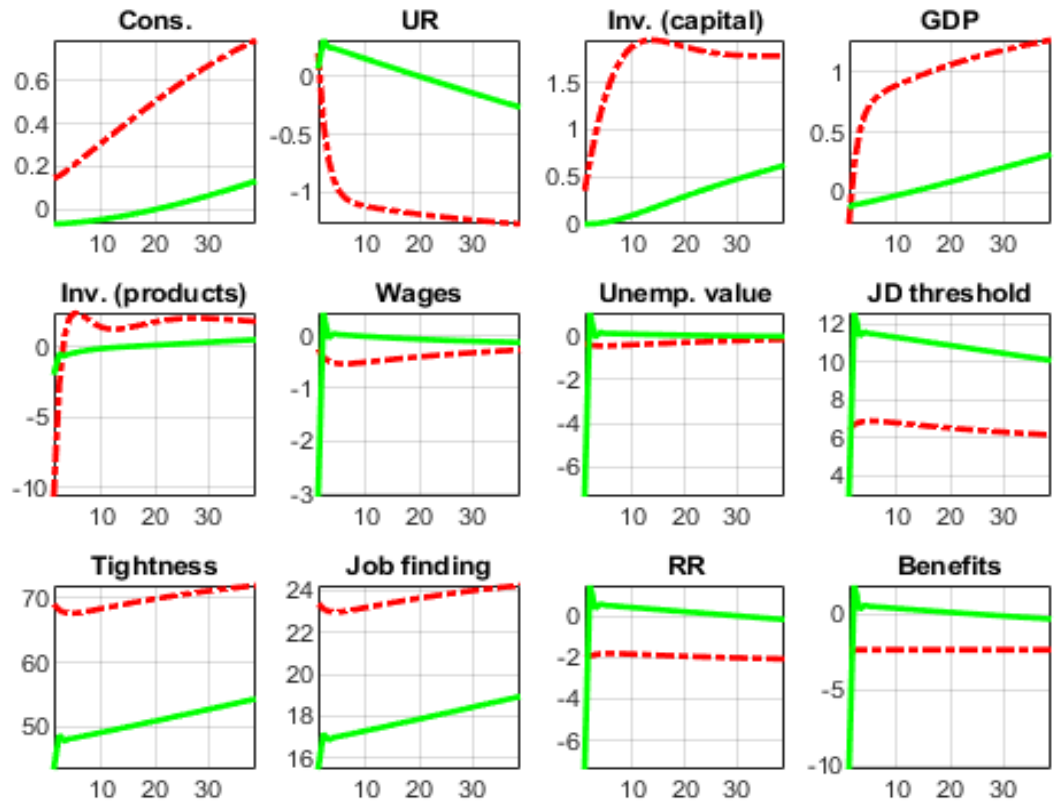 Cons. UR Inv. (capital) GDP
0.6 0.4 0.2 0
0 -0.5 -1
1.5 1 0.5 0
1 0.5 0
10 20 30 10 20 30 10 20 30 10 20 30
Inv. (products) Wages Unemp. value JD threshold
0 -5 -10
0 -1 -2 -3
0 -2 -4 -6
12 10 8 6 4
10 20 30 10 20 30 10 20 30 10 20 30
Tightness Job finding RR Benefits
70 60 50
24 22 20 18 16
0 -2 -4 -6
0 -5 -10
10 20 30 10 20 30 10 20 30 10 20 30